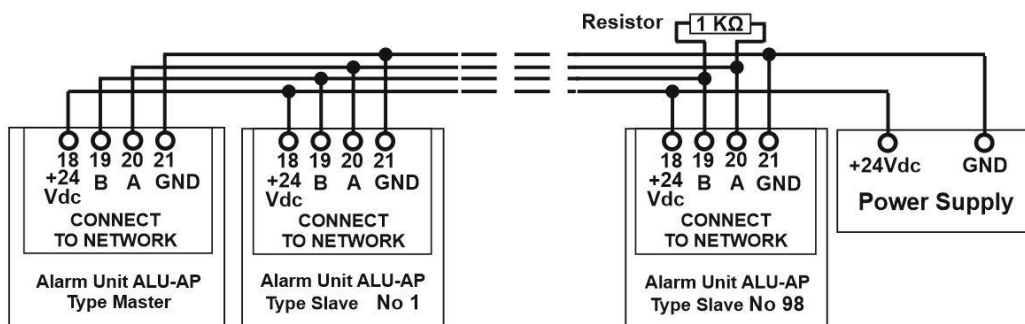 Resistor 1 KΩ
18 19 20 21
+24 Vdc B A GND
CONNECT
TO NETWORK
Alarm Unit ALU-AP
Type Master
18 19 20 21
+24 Vdc B A GND
CONNECT
TO NETWORK
Alarm Unit ALU-AP
Type Slave No 1
18 19 20 21
+24 Vdc B A GND
CONNECT
TO NETWORK
Alarm Unit ALU-AP
Type Slave No 98
+24Vdc GND
Power Supply